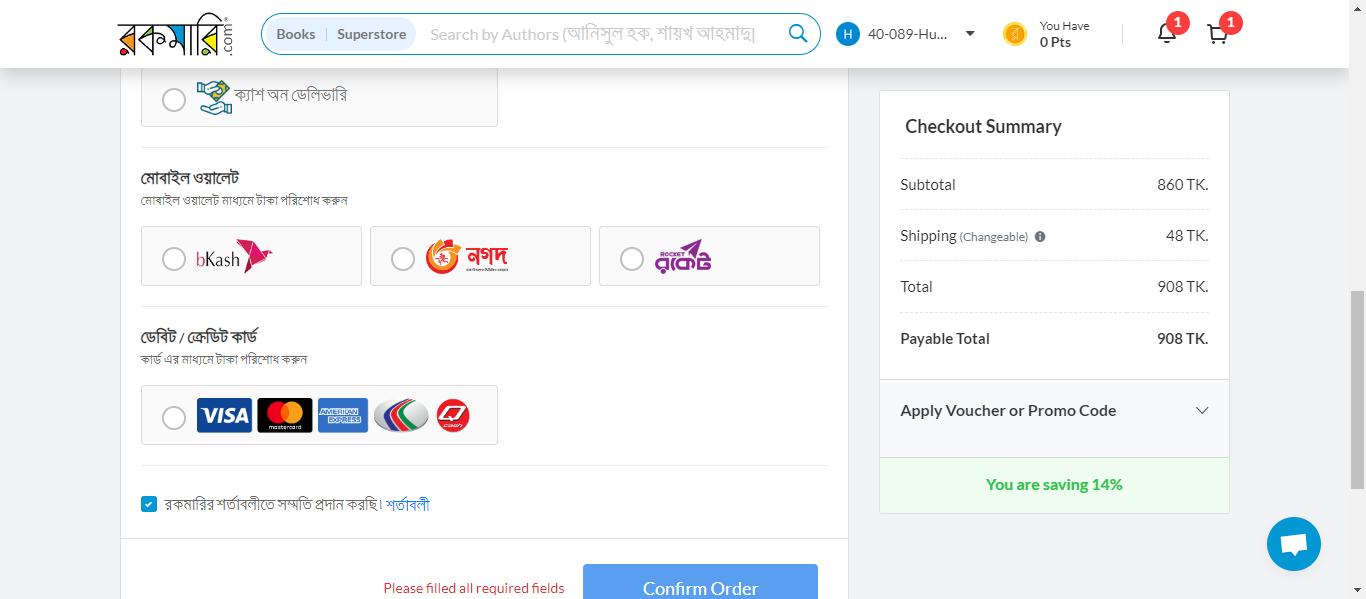 রকমারি.com
Books | Superstore Search by Authors (আনিসুল হক, শায়খ আহমাদু|
H 40-089-Hu...
You Have
0 Pts
1
1
ক্যাশ অন ডেলিভারি
মোবাইল ওয়ালেট
মোবাইল ওয়ালেট মাধ্যমে টাকা পরিশোধ করুন
bKash
নগদ
ROCKET
রকেট
ডেবিট / ক্রেডিট কার্ড
কার্ড এর মাধ্যমে টাকা পরিশোধ করুন
VISA
mastercard
AMERICAN
EXPRESS
Q
cash
রকমারির শর্তাবলীতে সম্মতি প্রদান করছি। শর্তাবলী
Please filled all required fields
Confirm Order
Checkout Summary
Subtotal 860 TK.
Shipping (Changeable) 48 TK.
Total 908 TK.
Payable Total 908 TK.
Apply Voucher or Promo Code
You are saving 14%